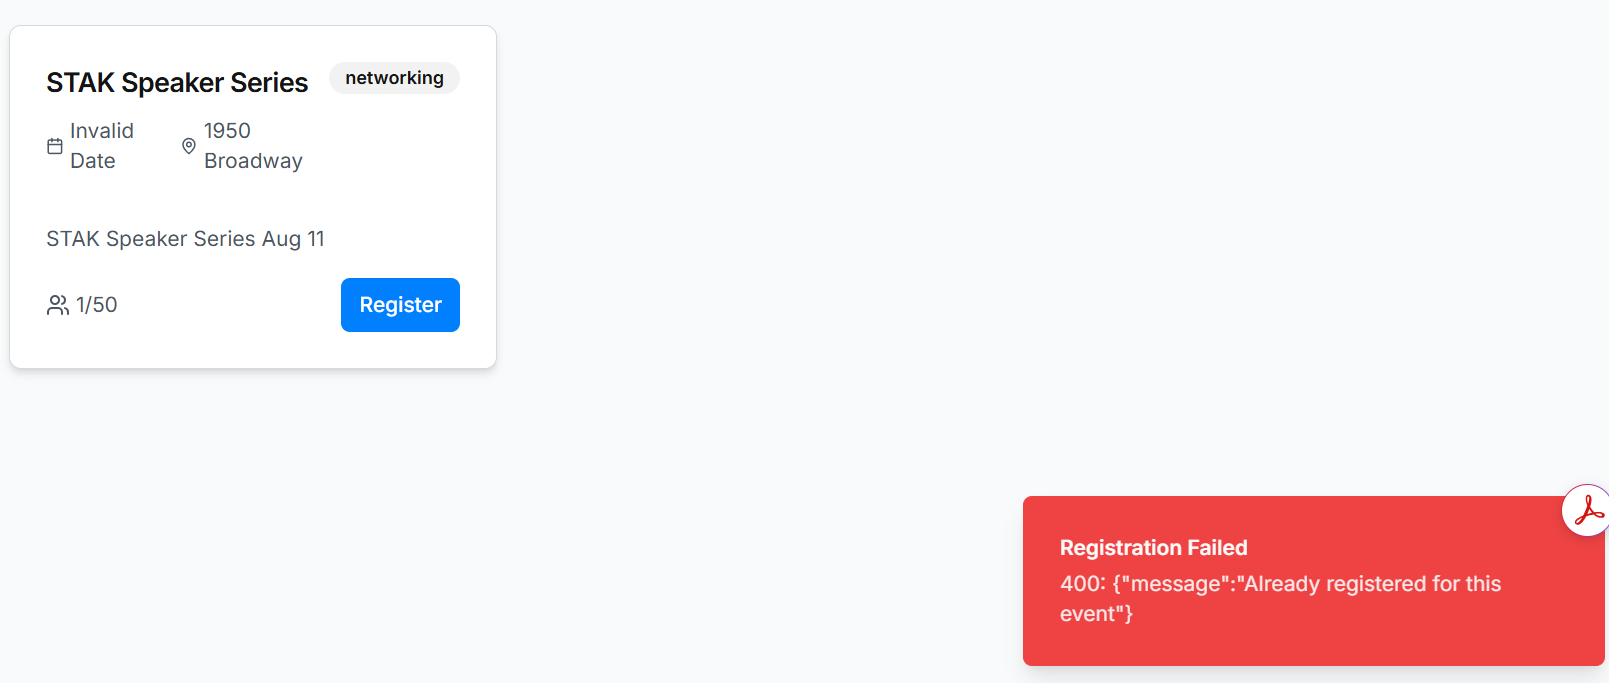 STAK Speaker Series
networking
Invalid
Date
1950
Broadway
STAK Speaker Series Aug 11
1/50
Register
Registration Failed
400: {"message":"Already registered for this
event"}